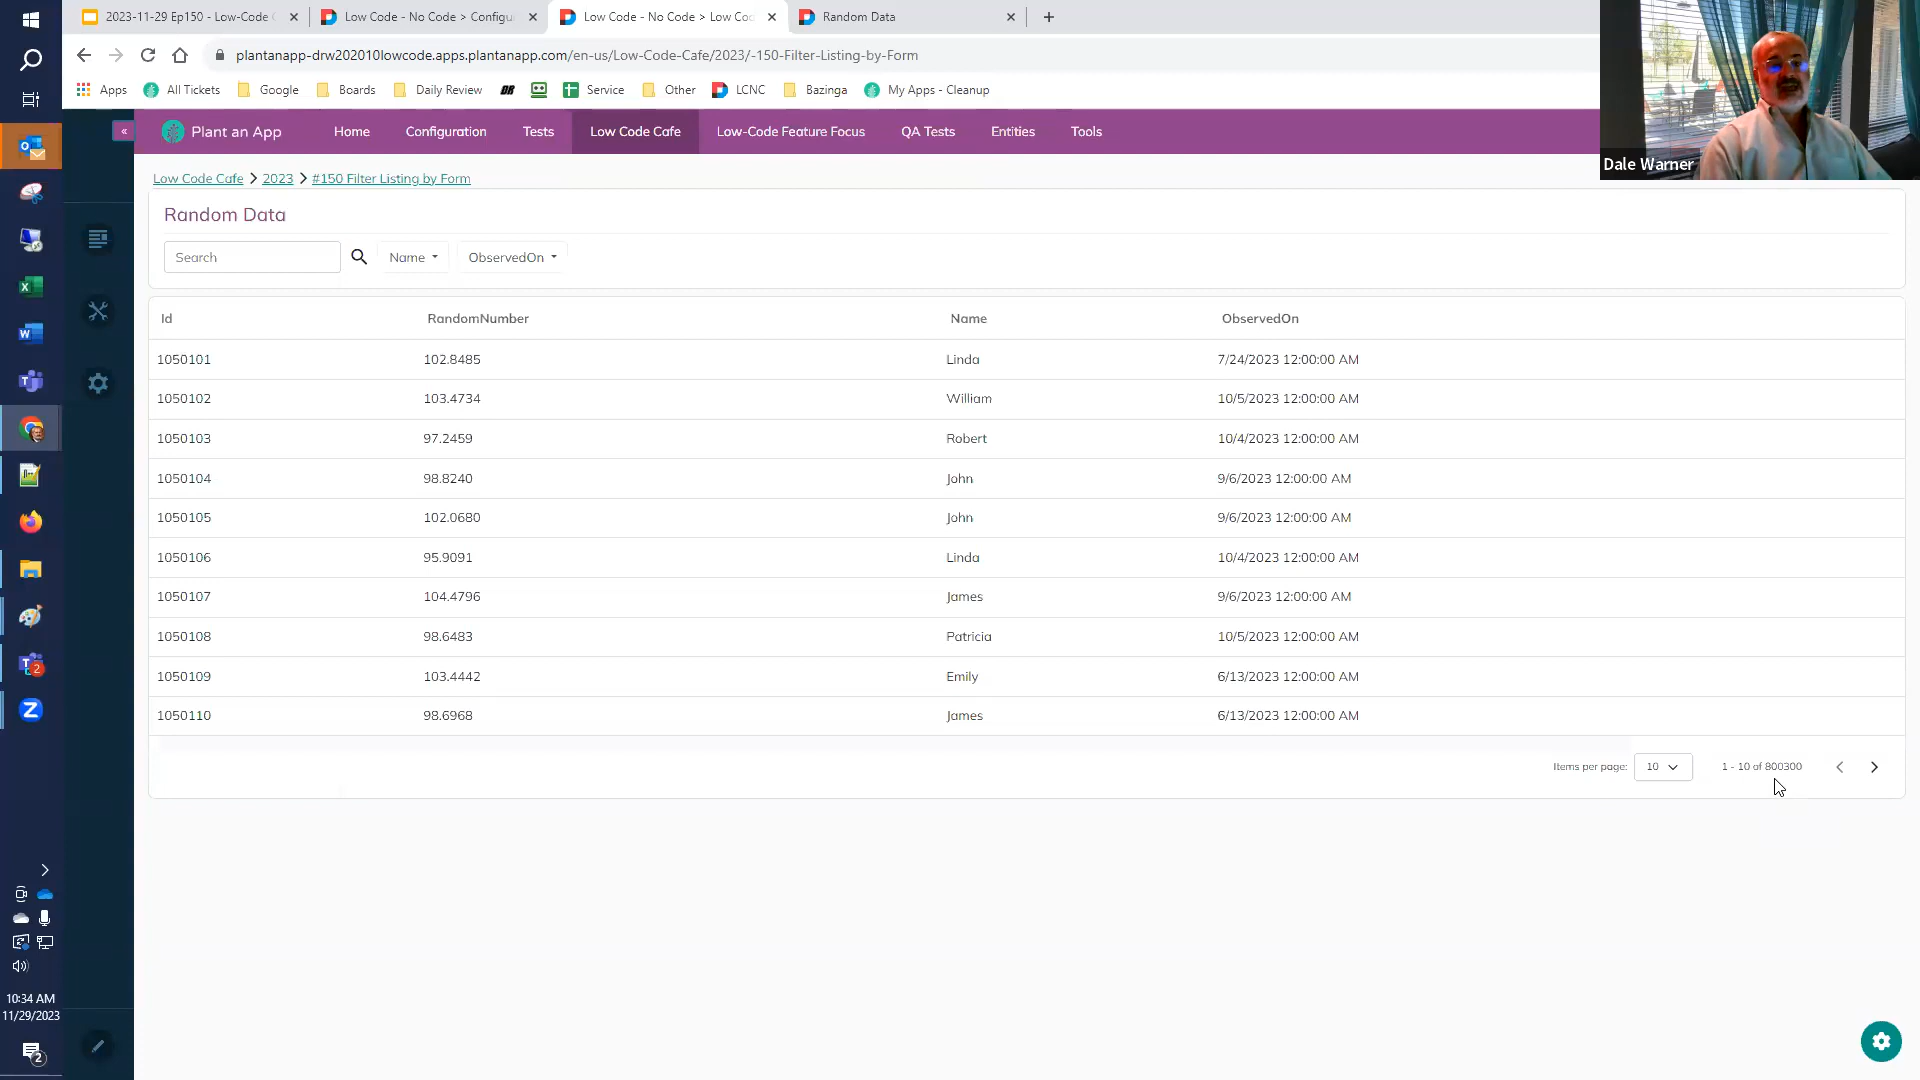 2023-11-29 Ep150 - Low-Code C
Low Code - No Code > Configu
Low Code - No Code > Low Co
Random Data
plantanapp-drw202010lowcode.apps.plantanapp.com/en-us/Low-Code-Cafe/2023/-150-Filter-Listing-by-Form
Apps
All Tickets
Google
Boards
Daily Review
Service
Other
LCNC
Bazinga
My Apps - Cleanup
Plant an App
Home
Configuration
Tests
Low Code Cafe
Low-Code Feature Focus
QA Tests
Entities
Tools
Dale Warner
Low Code Cafe > 2023 > #150 Filter Listing by Form
Random Data
Search
Name
ObservedOn
Id RandomNumber Name ObservedOn
1050101 102.8485 Linda 7/24/2023 12:00:00 AM
1050102 103.4734 William 10/5/2023 12:00:00 AM
1050103 97.2459 Robert 10/4/2023 12:00:00 AM
1050104 98.8240 John 9/6/2023 12:00:00 AM
1050105 102.0680 John 9/6/2023 12:00:00 AM
1050106 95.9091 Linda 10/4/2023 12:00:00 AM
1050107 104.4796 James 9/6/2023 12:00:00 AM
1050108 98.6483 Patricia 10/5/2023 12:00:00 AM
1050109 103.4442 Emily 6/13/2023 12:00:00 AM
1050110 98.6968 James 6/13/2023 12:00:00 AM
Items per page: 10 1 - 10 of 800300
10:34 AM
11/29/2023
2